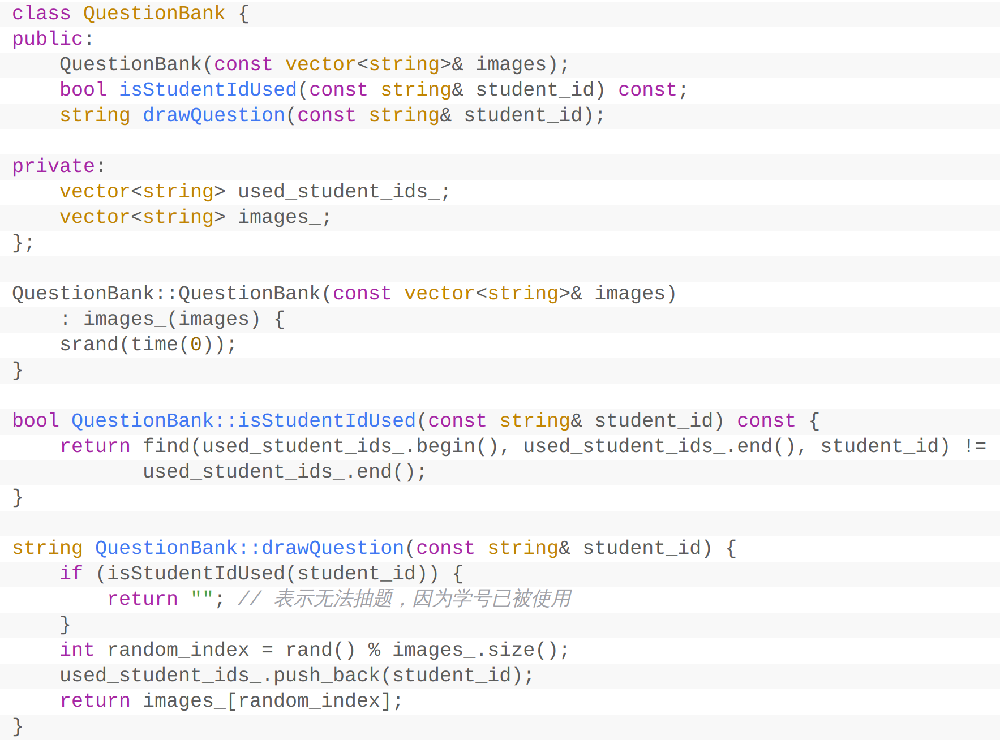 class QuestionBank {
public:
    QuestionBank(const vector<string>& images);
    bool isStudentIdUsed(const string& student_id) const;
    string drawQuestion(const string& student_id);

private:
    vector<string> used_student_ids_;
    vector<string> images_;
};

QuestionBank::QuestionBank(const vector<string>& images)
    : images_(images) {
    srand(time(0));
}

bool QuestionBank::isStudentIdUsed(const string& student_id) const {
    return find(used_student_ids_.begin(), used_student_ids_.end(), student_id) !=
           used_student_ids_.end();
}

string QuestionBank::drawQuestion(const string& student_id) {
    if (isStudentIdUsed(student_id)) {
        return ""; // 表示无法抽题，因为学号已被使用
    }
    int random_index = rand() % images_.size();
    used_student_ids_.push_back(student_id);
    return images_[random_index];
}